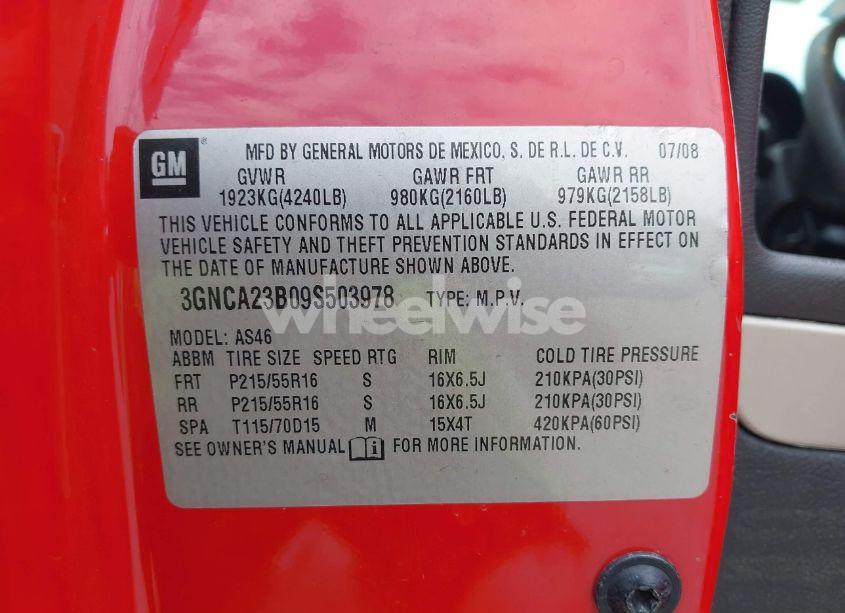 GM ® MFD BY GENERAL MOTORS DE MEXICO, S. DE R.L. DE C.V. 07/08
GVWR GAWR FRT GAWR RR
1923KG(4240LB) 980KG(2160LB) 979KG(2158LB)
THIS VEHICLE CONFORMS TO ALL APPLICABLE U.S. FEDERAL MOTOR
VEHICLE SAFETY AND THEFT PREVENTION STANDARDS IN EFFECT ON
THE DATE OF MANUFACTURE SHOWN ABOVE.
3GNCA23B09S503978 TYPE: M.P.V.
wheelwise
MODEL: AS46
ABBM TIRE SIZE SPEED RTG RIM COLD TIRE PRESSURE
FRT P215/55R16 S 16X6.5J 210KPA(30PSI)
RR P215/55R16 S 16X6.5J 210KPA(30PSI)
SPA T115/70D15 M 15X4T 420KPA(60PSI)
SEE OWNER'S MANUAL i FOR MORE INFORMATION.